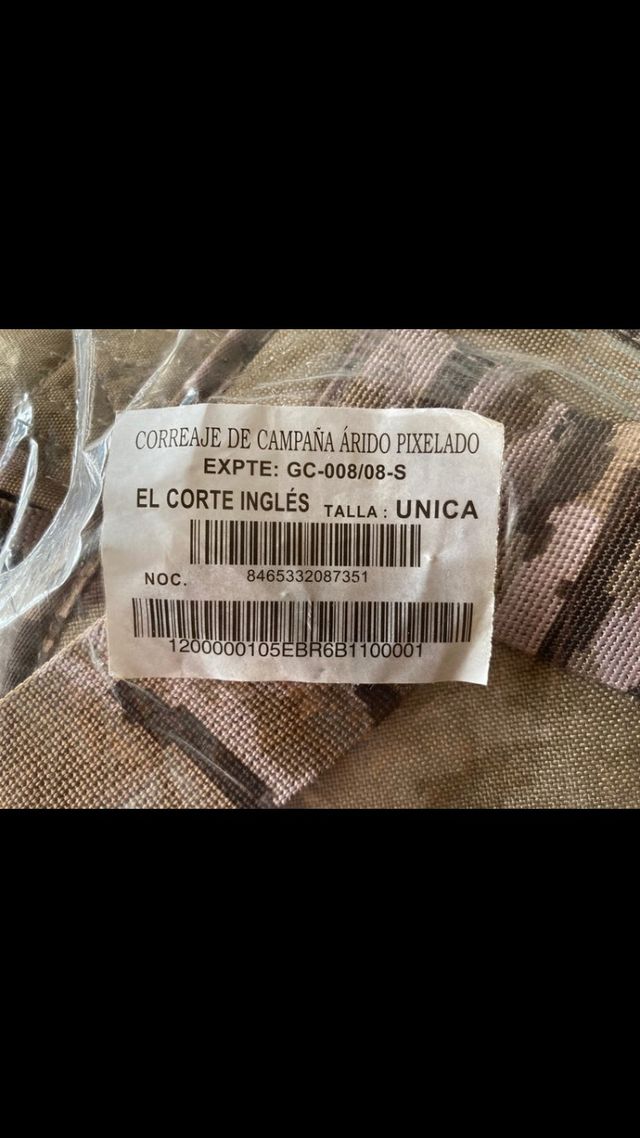 CORREAJE DE CAMPAÑA ÁRIDO PIXELADO
EXPTE: GC-008/08-S
EL CORTE INGLÉS TALLA : UNICA
NOC. 8465332087351
1200000105EBR6B1100001